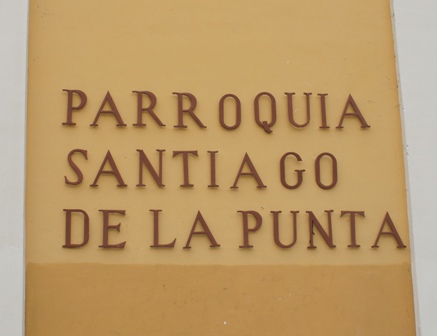 PARROQUIA
SANTIAGO
DE LA PUNTA